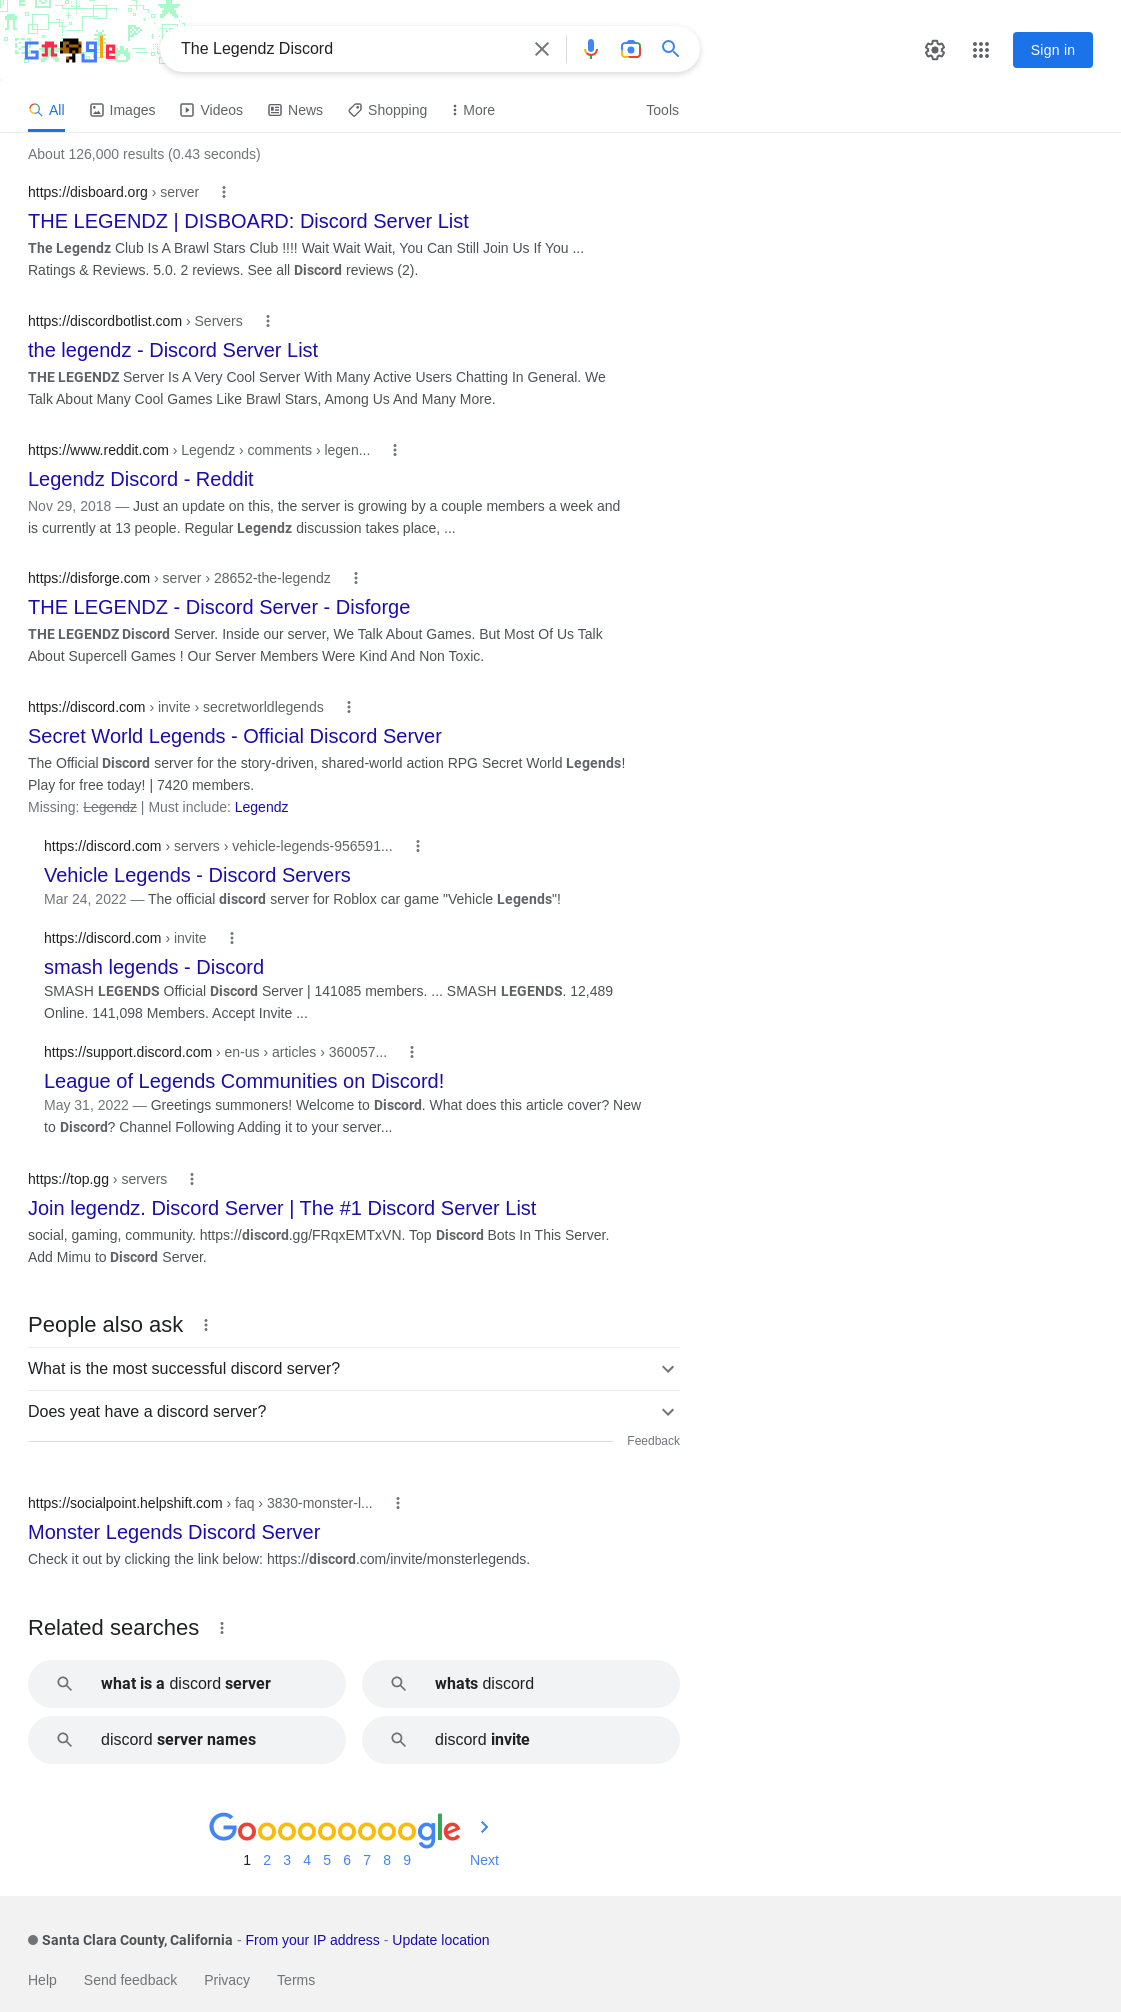 Google
The Legendz Discord
Sign in
All Images Videos News Shopping More Tools
About 126,000 results (0.43 seconds)
https://disboard.org › server
THE LEGENDZ | DISBOARD: Discord Server List
The Legendz Club Is A Brawl Stars Club !!!! Wait Wait Wait, You Can Still Join Us If You ...
Ratings & Reviews. 5.0. 2 reviews. See all Discord reviews (2).
https://discordbotlist.com › Servers
the legendz - Discord Server List
THE LEGENDZ Server Is A Very Cool Server With Many Active Users Chatting In General. We
Talk About Many Cool Games Like Brawl Stars, Among Us And Many More.
https://www.reddit.com › Legendz › comments › legen...
Legendz Discord - Reddit
Nov 29, 2018 — Just an update on this, the server is growing by a couple members a week and
is currently at 13 people. Regular Legendz discussion takes place, ...
https://disforge.com › server › 28652-the-legendz
THE LEGENDZ - Discord Server - Disforge
THE LEGENDZ Discord Server. Inside our server, We Talk About Games. But Most Of Us Talk
About Supercell Games ! Our Server Members Were Kind And Non Toxic.
https://discord.com › invite › secretworldlegends
Secret World Legends - Official Discord Server
The Official Discord server for the story-driven, shared-world action RPG Secret World Legends!
Play for free today! | 7420 members.
Missing: Legendz | Must include: Legendz
https://discord.com › servers › vehicle-legends-956591...
Vehicle Legends - Discord Servers
Mar 24, 2022 — The official discord server for Roblox car game "Vehicle Legends"!
https://discord.com › invite
smash legends - Discord
SMASH LEGENDS Official Discord Server | 141085 members. ... SMASH LEGENDS. 12,489
Online. 141,098 Members. Accept Invite ...
https://support.discord.com › en-us › articles › 360057...
League of Legends Communities on Discord!
May 31, 2022 — Greetings summoners! Welcome to Discord. What does this article cover? New
to Discord? Channel Following Adding it to your server...
https://top.gg › servers
Join legendz. Discord Server | The #1 Discord Server List
social, gaming, community. https://discord.gg/FRqxEMTxVN. Top Discord Bots In This Server.
Add Mimu to Discord Server.
People also ask
What is the most successful discord server?
Does yeat have a discord server?
Feedback
https://socialpoint.helpshift.com › faq › 3830-monster-l...
Monster Legends Discord Server
Check it out by clicking the link below: https://discord.com/invite/monsterlegends.
Related searches
what is a discord server
whats discord
discord server names
discord invite
Gooooooooogle
1 2 3 4 5 6 7 8 9 Next
Santa Clara County, California - From your IP address - Update location
Help Send feedback Privacy Terms